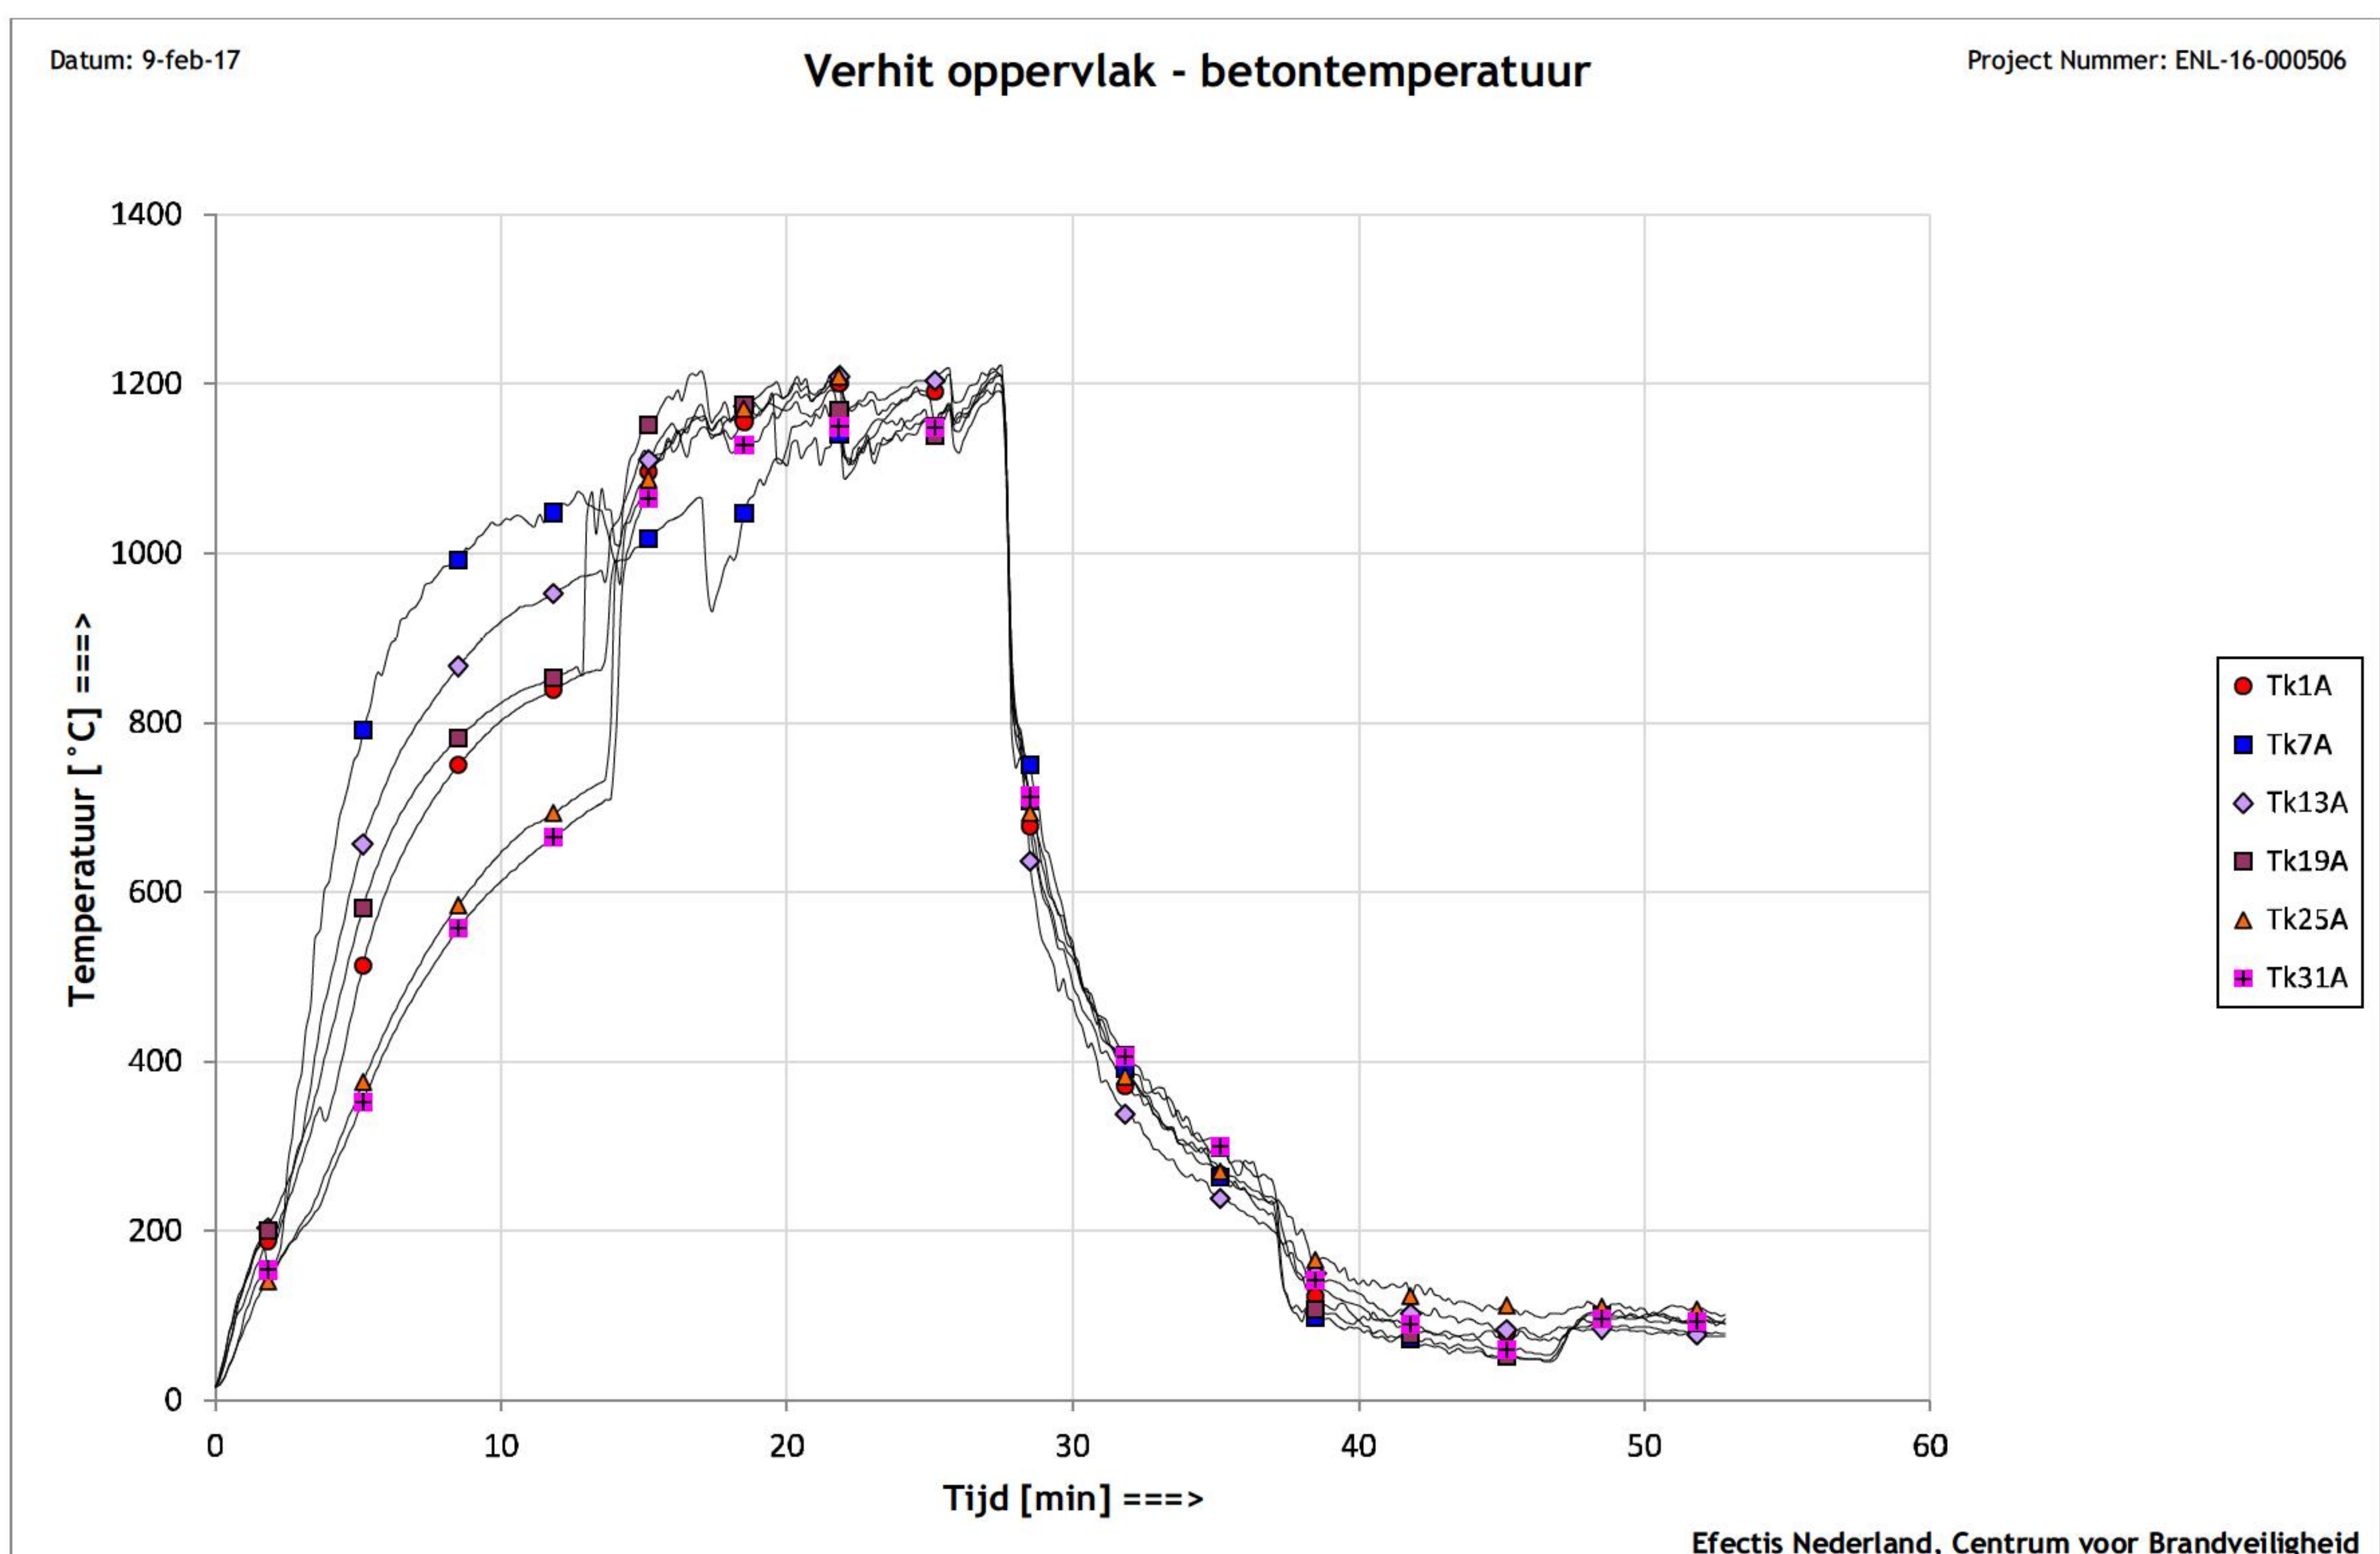 Datum: 9-feb-17
Verhit oppervlak - betontemperatuur
Project Nummer: ENL-16-000506
1400
1200
1000
800
600
400
200
0
Temperatuur [°C] ===>
0 10 20 30 40 50 60
Tijd [min] ===>
Tk1A
Tk7A
Tk13A
Tk19A
Tk25A
Tk31A
Efectis Nederland, Centrum voor Brandveiligheid